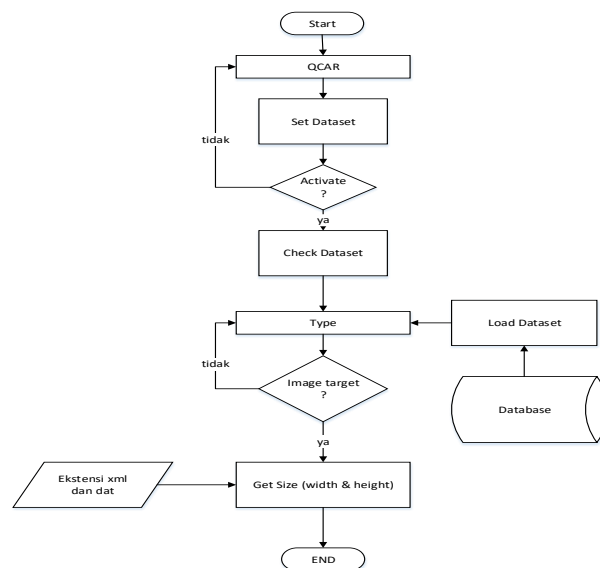 Start
QCAR
Set Dataset
tidak
Activate
?
ya
Check Dataset
Type
Load Dataset
tidak
Image target
?
Database
ya
Ekstensi xml
dan dat
Get Size (width & height)
END